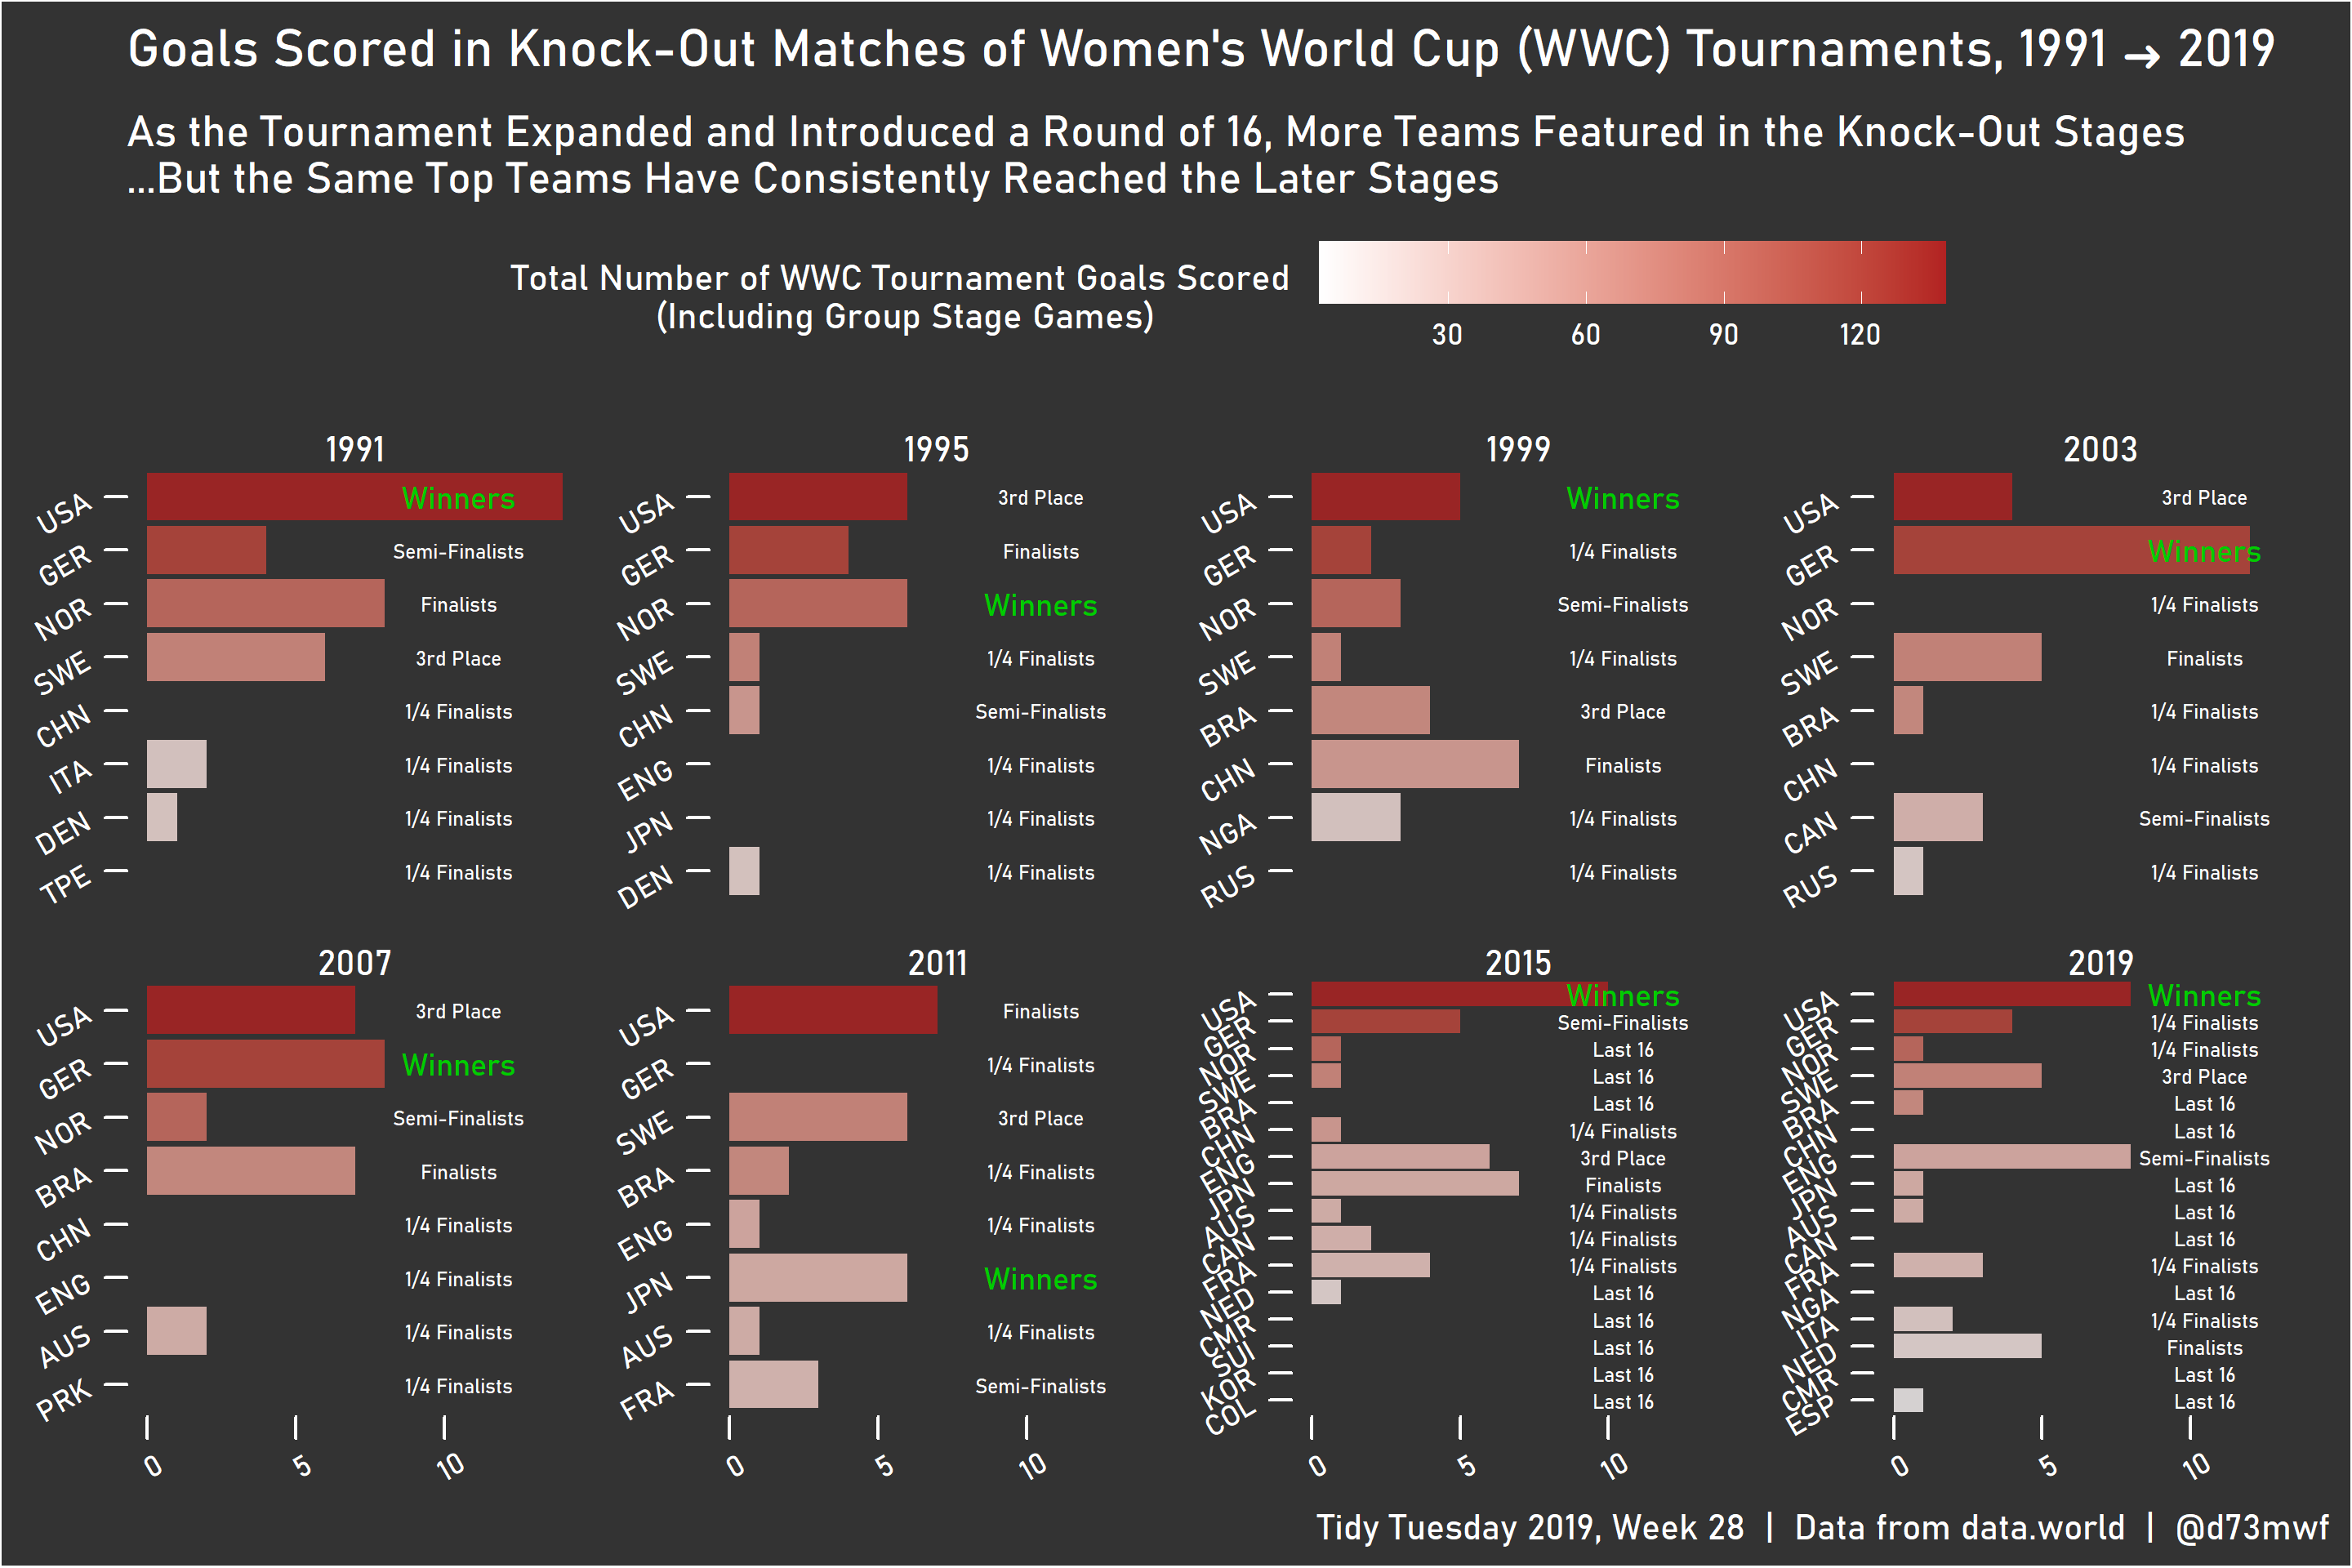 Goals Scored in Knock-Out Matches of Women's World Cup (WWC) Tournaments, 1991 → 2019
As the Tournament Expanded and Introduced a Round of 16, More Teams Featured in the Knock-Out Stages
...But the Same Top Teams Have Consistently Reached the Later Stages
Total Number of WWC Tournament Goals Scored
(Including Group Stage Games)
30 60 90 120
1991
USA Winners
GER Semi-Finalists
NOR Finalists
SWE 3rd Place
CHN 1/4 Finalists
ITA 1/4 Finalists
DEN 1/4 Finalists
TPE 1/4 Finalists
1995
USA 3rd Place
GER Finalists
NOR Winners
SWE 1/4 Finalists
CHN Semi-Finalists
ENG 1/4 Finalists
JPN 1/4 Finalists
DEN 1/4 Finalists
1999
USA Winners
GER 1/4 Finalists
NOR Semi-Finalists
SWE 1/4 Finalists
BRA 3rd Place
CHN Finalists
NGA 1/4 Finalists
RUS 1/4 Finalists
2003
USA 3rd Place
GER Winners
NOR 1/4 Finalists
SWE Finalists
BRA 1/4 Finalists
CHN 1/4 Finalists
CAN Semi-Finalists
RUS 1/4 Finalists
2007
USA 3rd Place
GER Winners
NOR Semi-Finalists
BRA Finalists
CHN 1/4 Finalists
ENG 1/4 Finalists
AUS 1/4 Finalists
PRK 1/4 Finalists
0 5 10
2011
USA Finalists
GER 1/4 Finalists
SWE 3rd Place
BRA 1/4 Finalists
ENG 1/4 Finalists
JPN Winners
AUS 1/4 Finalists
FRA Semi-Finalists
0 5 10
2015
USA Winners
GER Semi-Finalists
NOR Last 16
SWE Last 16
BRA Last 16
CHN 1/4 Finalists
ENG 3rd Place
JPN Finalists
AUS 1/4 Finalists
CAN 1/4 Finalists
FRA 1/4 Finalists
NED Last 16
CMR Last 16
SUI Last 16
KOR Last 16
COL Last 16
0 5 10
2019
USA Winners
GER 1/4 Finalists
NOR 1/4 Finalists
SWE 3rd Place
BRA Last 16
CHN Last 16
ENG Semi-Finalists
JPN Last 16
AUS Last 16
CAN Last 16
FRA 1/4 Finalists
NGA Last 16
ITA 1/4 Finalists
NED Finalists
CMR Last 16
ESP Last 16
0 5 10
Tidy Tuesday 2019, Week 28 | Data from data.world | @d73mwf